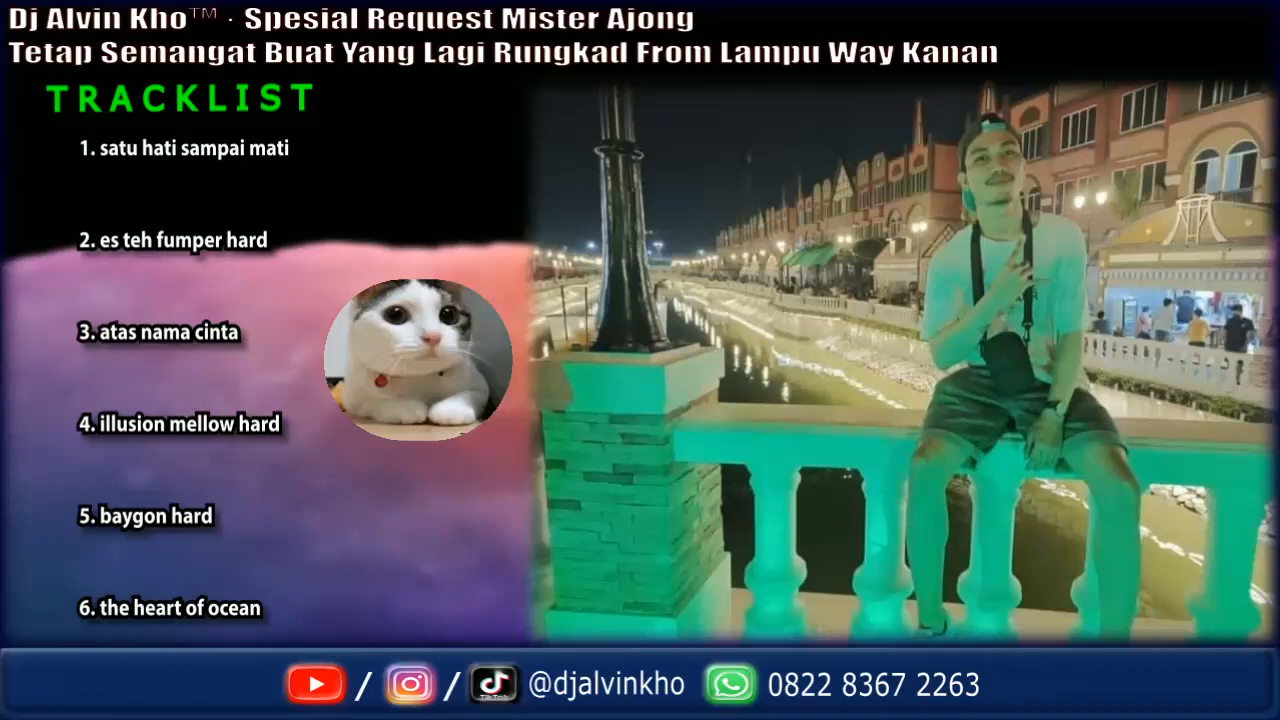 Dj Alvin Kho™ · Spesial Request Mister Ajong
Tetap Semangat Buat Yang Lagi Rungkad From Lampu Way Kanan
TRACKLIST
1. satu hati sampai mati
2. es teh fumper hard
3. atas nama cinta
4. illusion mellow hard
5. baygon hard
6. the heart of ocean
/ / TikTok @djalvinkho 0822 8367 2263